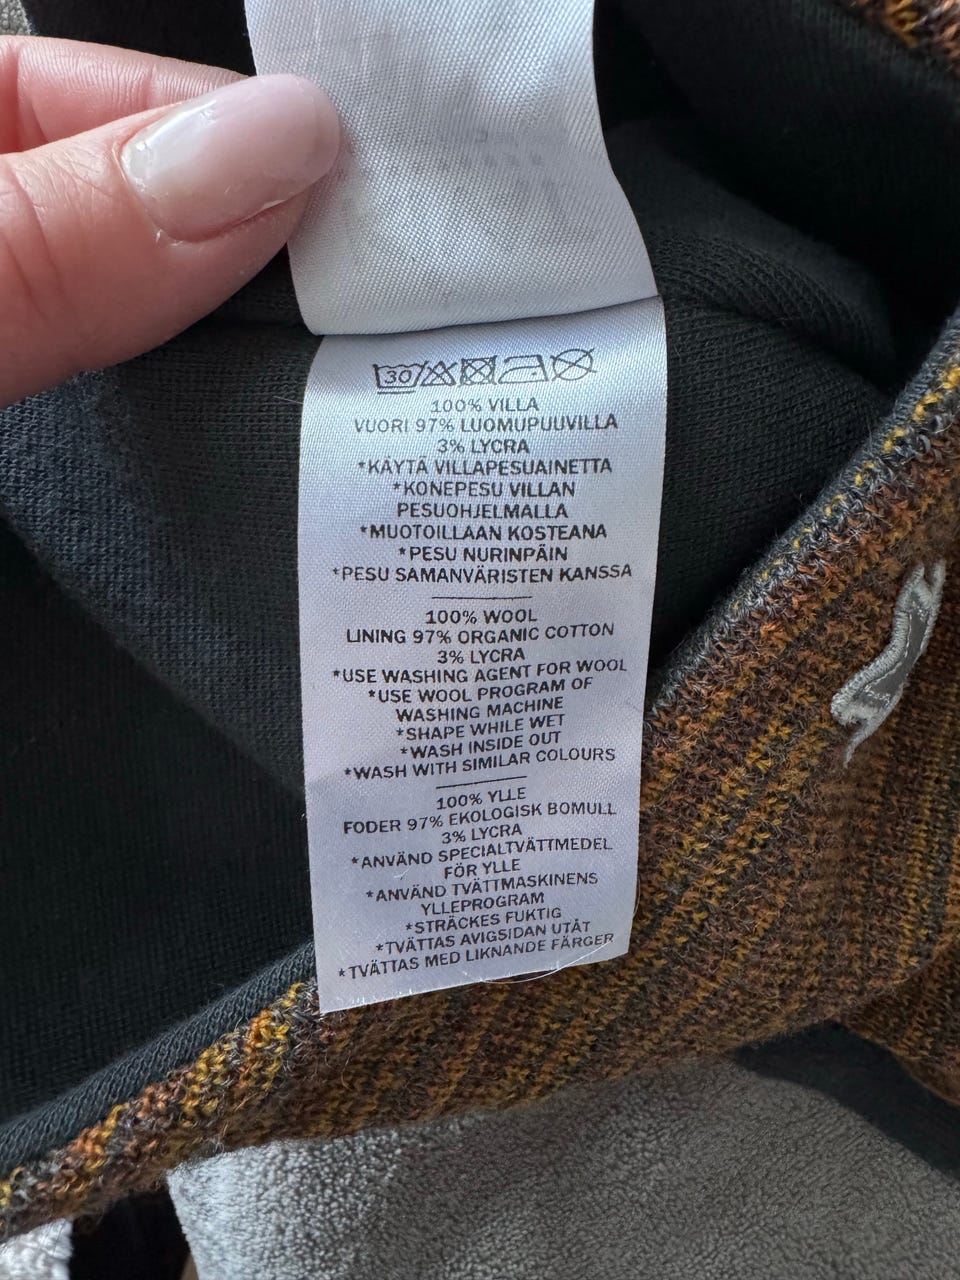 30
100% VILLA
VUORI 97% LUOMUPUUVILLA
3% LYCRA
*KÄYTÄ VILLAPESUAINETTA
*KONEPESU VILLAN
PESUOHJELMALLA
*MUOTOILLAAN KOSTEANA
*PESU NURINPÄIN
*PESU SAMANVÄRISTEN KANSSA
100% WOOL
LINING 97% ORGANIC COTTON
3% LYCRA
*USE WASHING AGENT FOR WOOL
*USE WOOL PROGRAM OF
WASHING MACHINE
*SHAPE WHILE WET
*WASH INSIDE OUT
*WASH WITH SIMILAR COLOURS
100% YLLE
FODER 97% EKOLOGISK BOMULL
3% LYCRA
*ANVÄND SPECIALTVÄTTMEDEL
FÖR YLLE
*ANVÄND TVÄTTMASKINENS
YLLEPROGRAM
*STRÄCKES FUKTIG
*TVÄTTAS AVIGSIDAN UTÅT
*TVÄTTAS MED LIKNANDE FÄRGER